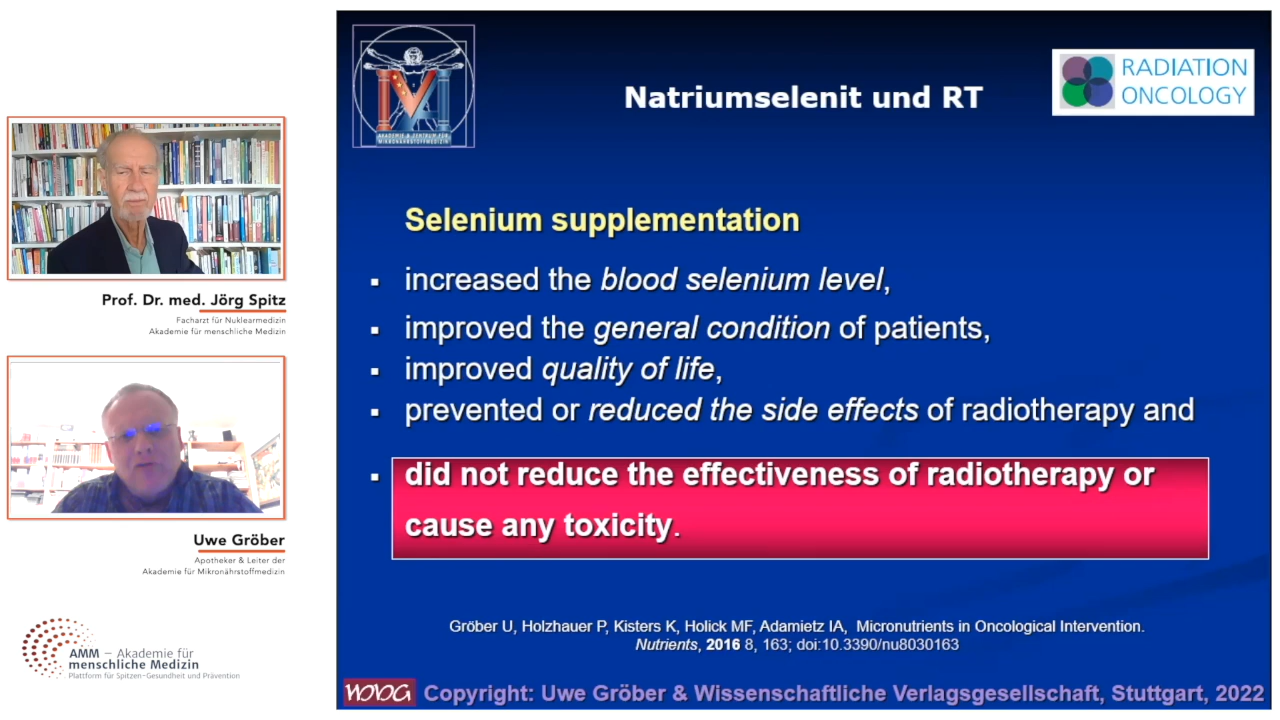 Prof. Dr. med. Jörg Spitz
Facharzt für Nuklearmedizin
Akademie für menschliche Medizin
Uwe Gröber
Apotheker & Leiter der
Akademie für Mikronährstoffmedizin
AMM – Akademie für
menschliche Medizin
Plattform für Spitzen-Gesundheit und Prävention
AKADEMIE & ZENTRUM FÜR
MIKRONÄHRSTOFFMEDIZIN
Natriumselenit und RT
RADIATION
ONCOLOGY
Selenium supplementation
▪ increased the blood selenium level,
▪ improved the general condition of patients,
▪ improved quality of life,
▪ prevented or reduced the side effects of radiotherapy and
▪ did not reduce the effectiveness of radiotherapy or
cause any toxicity.
Gröber U, Holzhauer P, Kisters K, Holick MF, Adamietz IA, Micronutrients in Oncological Intervention.
Nutrients, 2016 8, 163; doi:10.3390/nu8030163
Copyright: Uwe Gröber & Wissenschaftliche Verlagsgesellschaft, Stuttgart, 2022